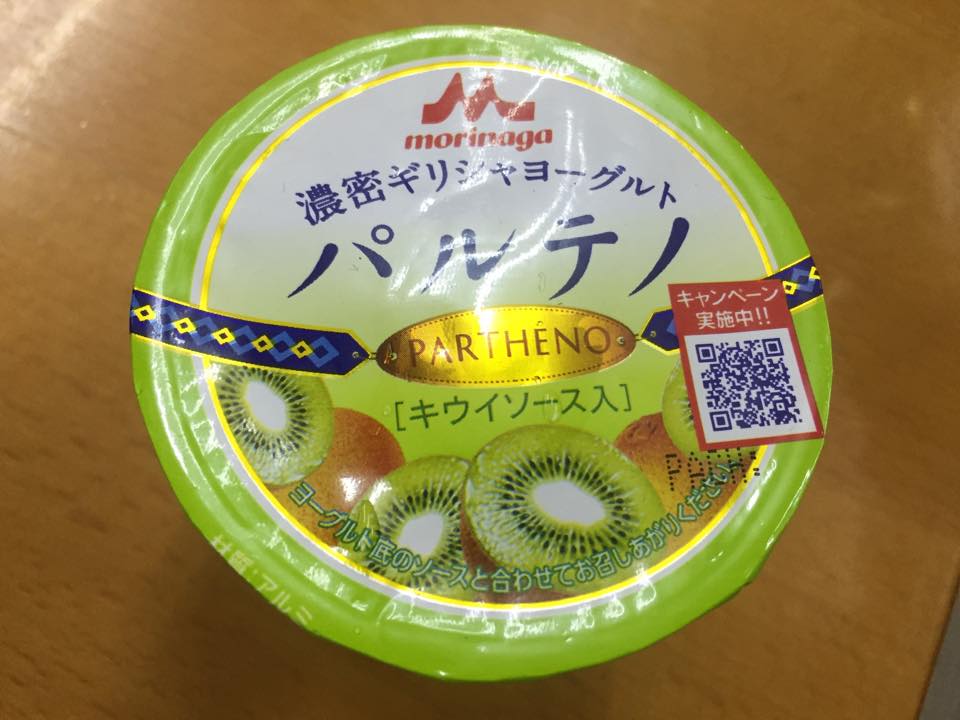 morinaga
濃密ギリシャヨーグルト
パルテノ
PARTHENO
キャンペーン
実施中!!
[キウイソース入]
ヨーグルト底のソースと合わせてお召しあがりください。
材質:アルミ